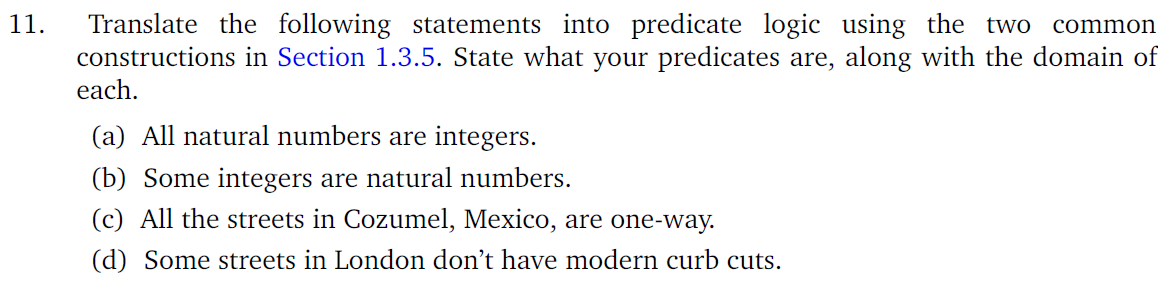 11. Translate the following statements into predicate logic using the two common
constructions in Section 1.3.5. State what your predicates are, along with the domain of
each.
(a) All natural numbers are integers.
(b) Some integers are natural numbers.
(c) All the streets in Cozumel, Mexico, are one-way.
(d) Some streets in London don’t have modern curb cuts.